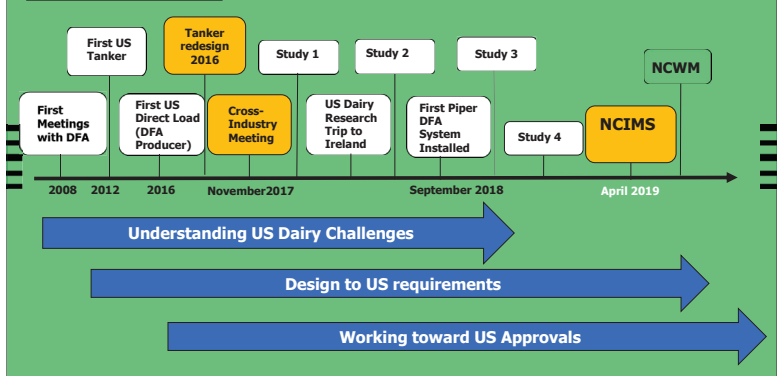 First US
Tanker
Tanker
redesign
2016
Study 1
Study 2
Study 3
NCWM
First
Meetings
with DFA
First US
Direct Load
(DFA
Producer)
Cross-
Industry
Meeting
US Dairy
Research
Trip to
Ireland
First Piper
DFA
System
Installed
Study 4
NCIMS
2008
2012
2016
November2017
September 2018
April 2019
Understanding US Dairy Challenges
Design to US requirements
Working toward US Approvals